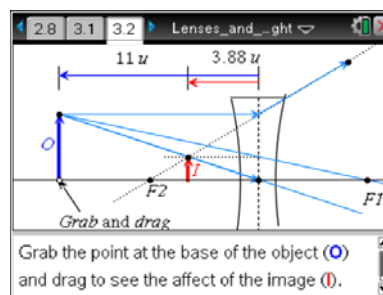 2.8 3.1 3.2 Lenses_and_...ght
11 u 3.88 u
O
I
F2 F1
Grab and drag
Grab the point at the base of the object (O)
and drag to see the affect of the image (I).